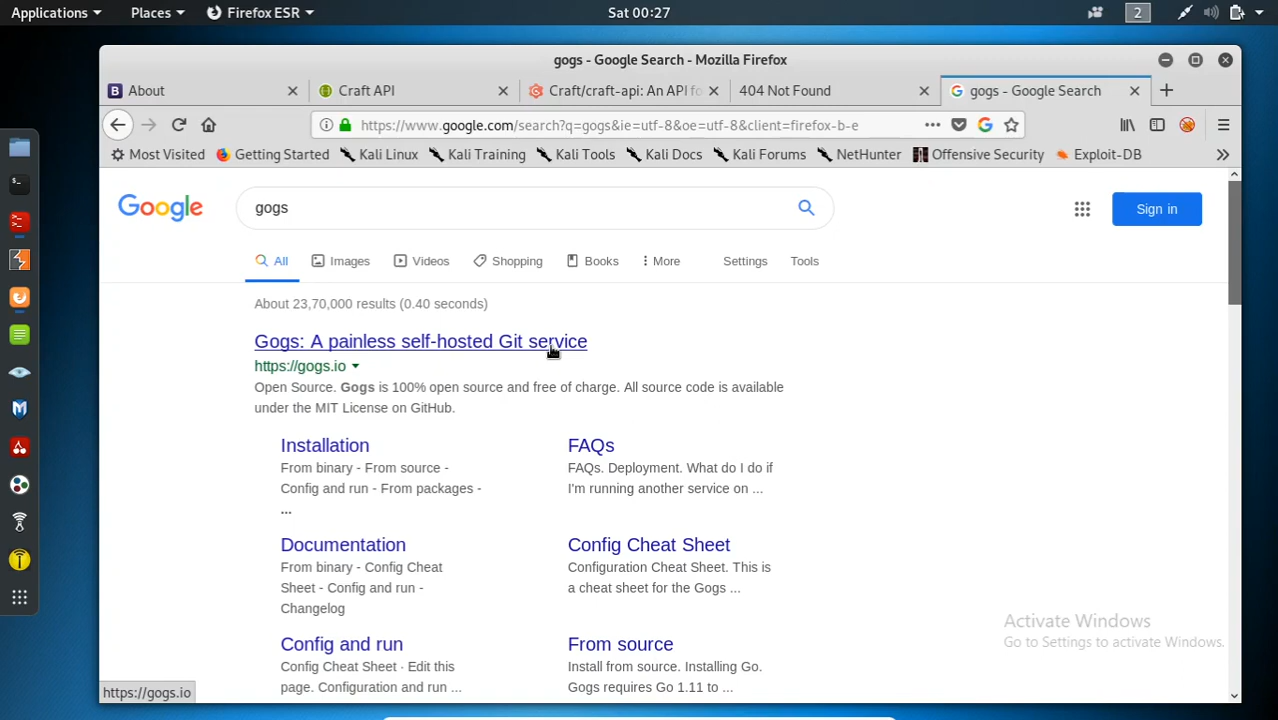 Applications Places Firefox ESR Sat 00:27 2
gogs - Google Search - Mozilla Firefox
About Craft API Craft/craft-api: An API fo 404 Not Found gogs - Google Search
https://www.google.com/search?q=gogs&ie=utf-8&oe=utf-8&client=firefox-b-e
Most Visited Getting Started Kali Linux Kali Training Kali Tools Kali Docs Kali Forums NetHunter Offensive Security Exploit-DB
Google gogs Sign in
All Images Videos Shopping Books More Settings Tools
About 23,70,000 results (0.40 seconds)
Gogs: A painless self-hosted Git service
https://gogs.io
Open Source. Gogs is 100% open source and free of charge. All source code is available
under the MIT License on GitHub.
Installation
From binary - From source -
Config and run - From packages -
...
FAQs
FAQs. Deployment. What do I do if
I'm running another service on ...
Documentation
From binary - Config Cheat
Sheet - Config and run -
Changelog
Config Cheat Sheet
Configuration Cheat Sheet. This is
a cheat sheet for the Gogs ...
Config and run
Config Cheat Sheet · Edit this
page. Configuration and run ...
From source
Install from source. Installing Go.
Gogs requires Go 1.11 to ...
Activate Windows
Go to Settings to activate Windows.
https://gogs.io